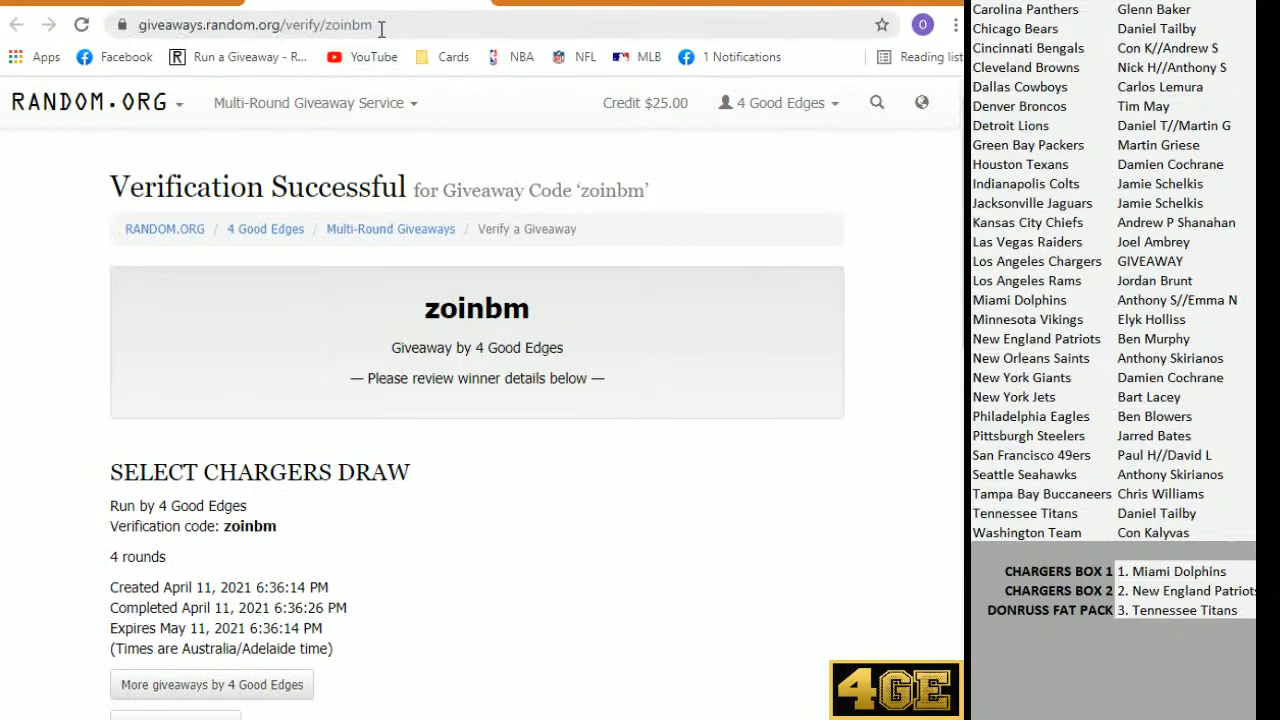 giveaways.random.org/verify/zoinbm
Apps Facebook Run a Giveaway - R... YouTube Cards NBA NFL MLB 1 Notifications Reading list
RANDOM.ORG Multi-Round Giveaway Service Credit $25.00 4 Good Edges
Verification Successful for Giveaway Code ‘zoinbm’
RANDOM.ORG / 4 Good Edges / Multi-Round Giveaways / Verify a Giveaway
zoinbm
Giveaway by 4 Good Edges
— Please review winner details below —
SELECT CHARGERS DRAW
Run by 4 Good Edges
Verification code: zoinbm
4 rounds
Created April 11, 2021 6:36:14 PM
Completed April 11, 2021 6:36:26 PM
Expires May 11, 2021 6:36:14 PM
(Times are Australia/Adelaide time)
More giveaways by 4 Good Edges
4GE
Carolina Panthers Glenn Baker
Chicago Bears Daniel Tailby
Cincinnati Bengals Con K//Andrew S
Cleveland Browns Nick H//Anthony S
Dallas Cowboys Carlos Lemura
Denver Broncos Tim May
Detroit Lions Daniel T//Martin G
Green Bay Packers Martin Griese
Houston Texans Damien Cochrane
Indianapolis Colts Jamie Schelkis
Jacksonville Jaguars Jamie Schelkis
Kansas City Chiefs Andrew P Shanahan
Las Vegas Raiders Joel Ambrey
Los Angeles Chargers GIVEAWAY
Los Angeles Rams Jordan Brunt
Miami Dolphins Anthony S//Emma N
Minnesota Vikings Elyk Holliss
New England Patriots Ben Murphy
New Orleans Saints Anthony Skirianos
New York Giants Damien Cochrane
New York Jets Bart Lacey
Philadelphia Eagles Ben Blowers
Pittsburgh Steelers Jarred Bates
San Francisco 49ers Paul H//David L
Seattle Seahawks Anthony Skirianos
Tampa Bay Buccaneers Chris Williams
Tennessee Titans Daniel Tailby
Washington Team Con Kalyvas
CHARGERS BOX 1 1. Miami Dolphins
CHARGERS BOX 2 2. New England Patriots
DONRUSS FAT PACK 3. Tennessee Titans